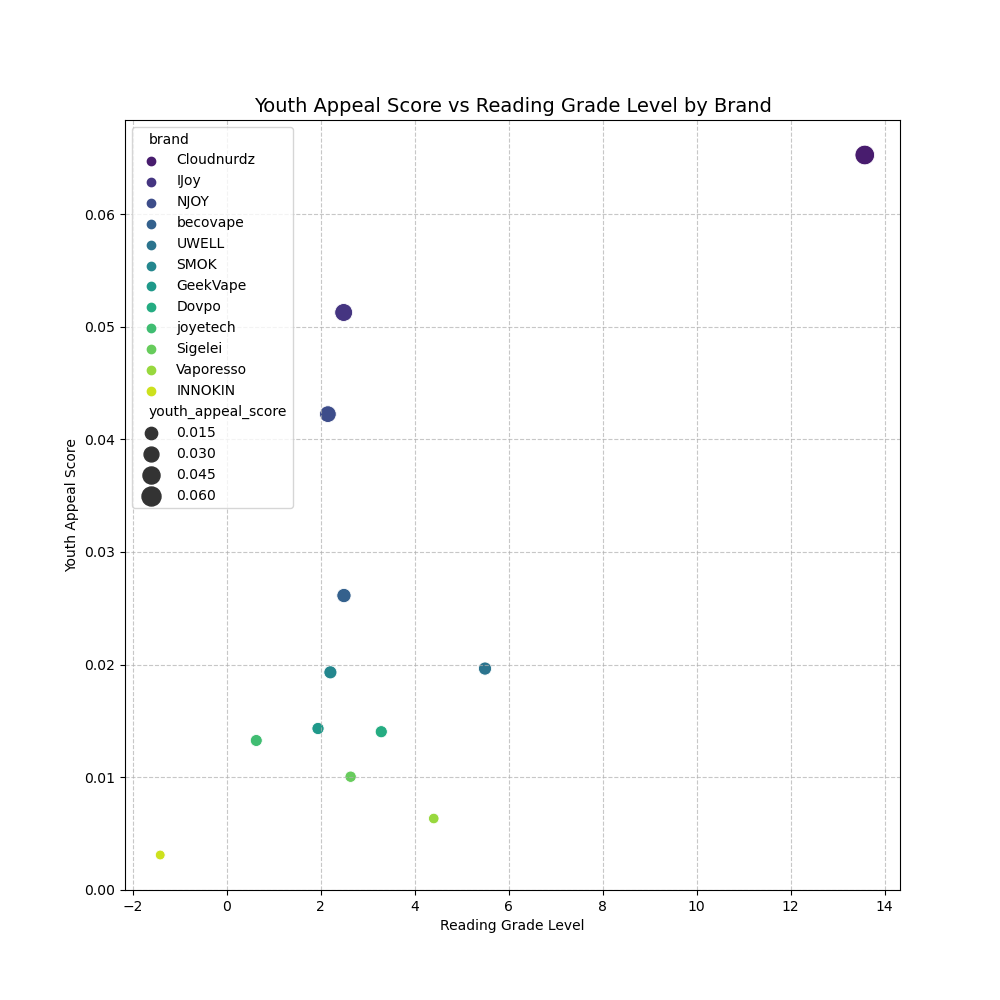 Youth Appeal Score vs Reading Grade Level by Brand
brand
Cloudnurdz
IJoy
NJOY
becovape
UWELL
SMOK
GeekVape
Dovpo
joyetech
Sigelei
Vaporesso
INNOKIN
youth_appeal_score
0.015
0.030
0.045
0.060
0.06
0.05
0.04
0.03
0.02
0.01
0.00
Youth Appeal Score
−2 0 2 4 6 8 10 12 14
Reading Grade Level